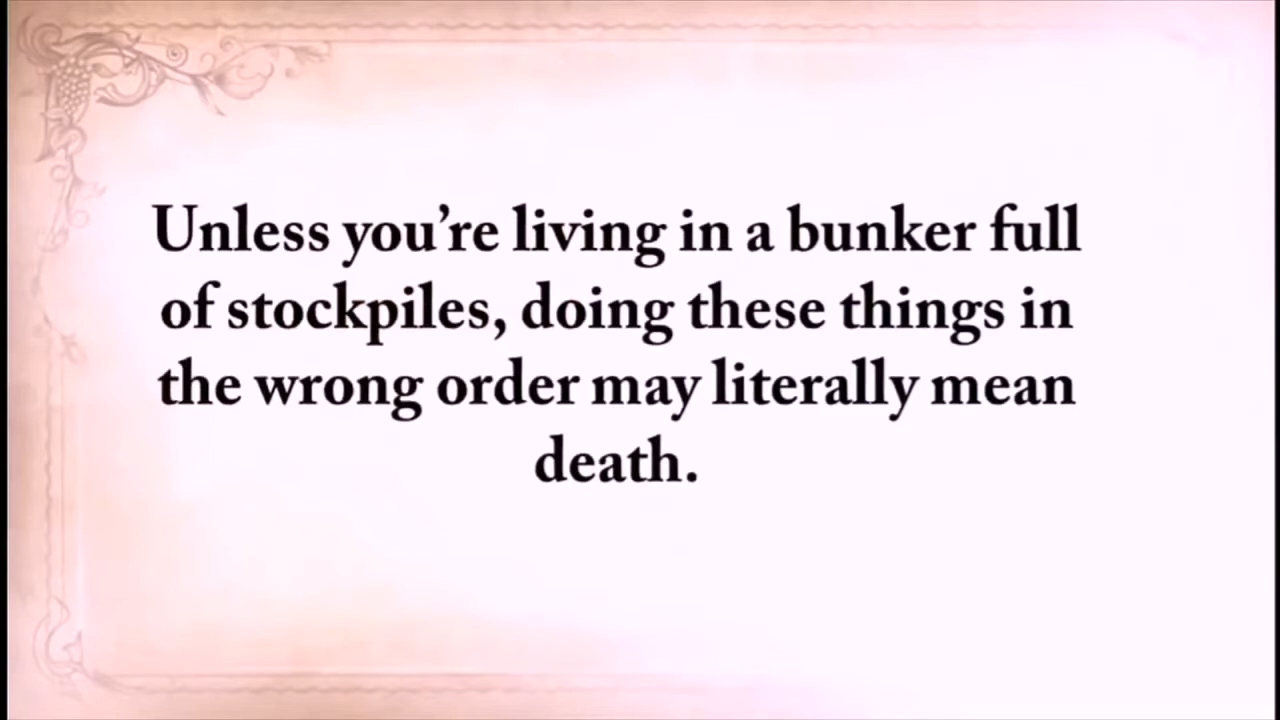 Unless you’re living in a bunker full
of stockpiles, doing these things in
the wrong order may literally mean
death.